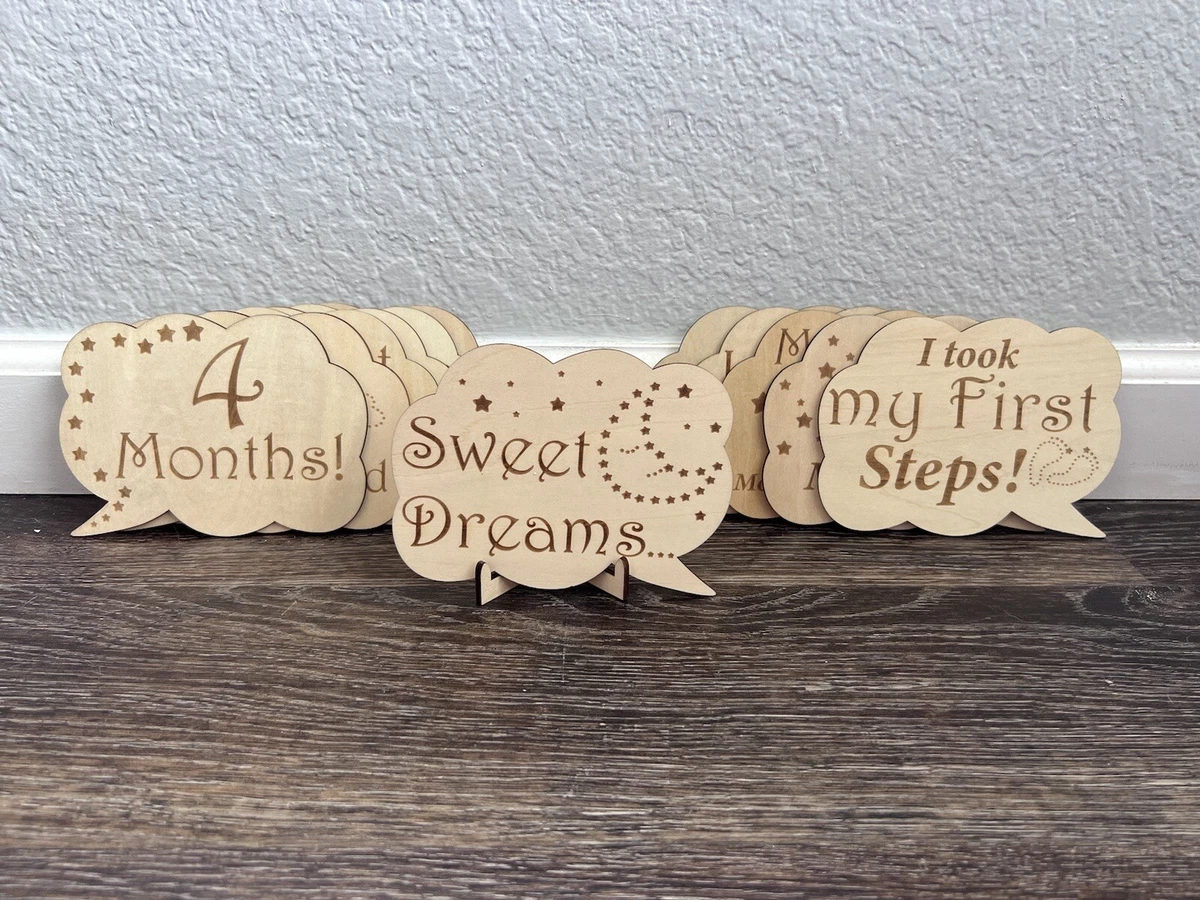 4
Months!
Sweet
Dreams...
I took
my First
Steps!